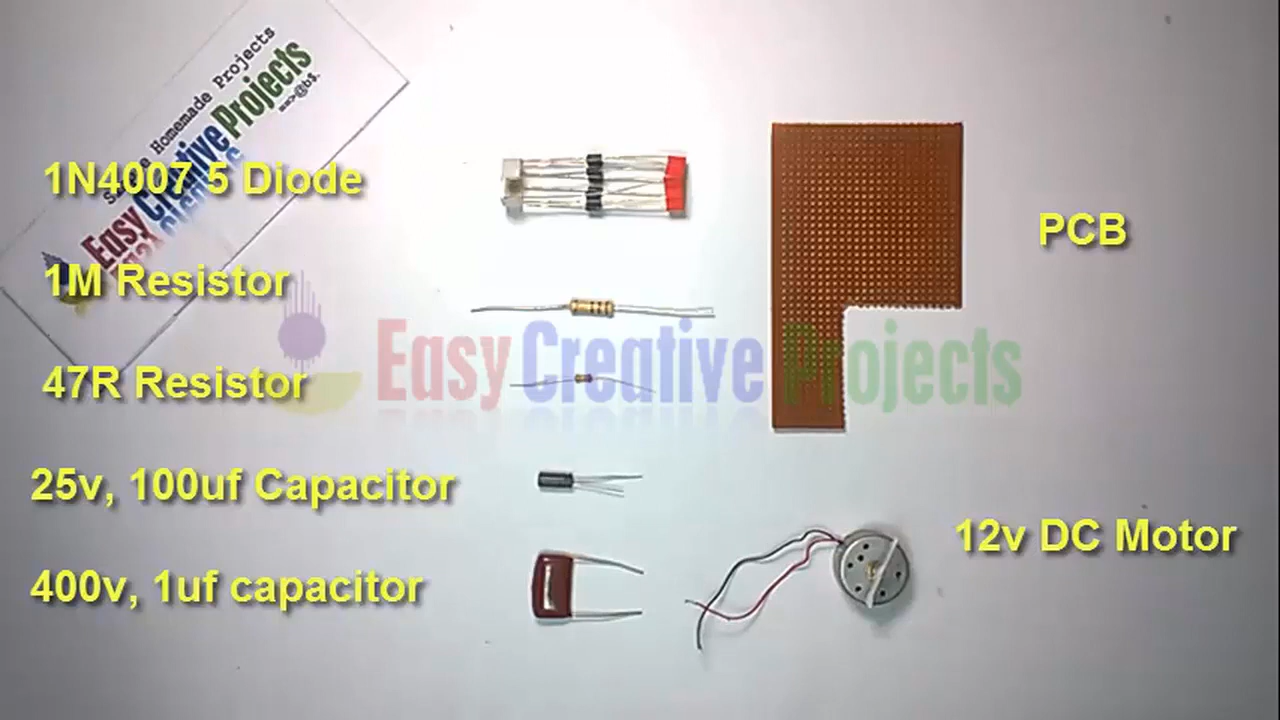 Homemade Projects
Easy Creative Projects
1N4007 5 Diode
1M Resistor
47R Resistor
25v, 100uf Capacitor
400v, 1uf capacitor
PCB
12v DC Motor
Easy Creative Projects